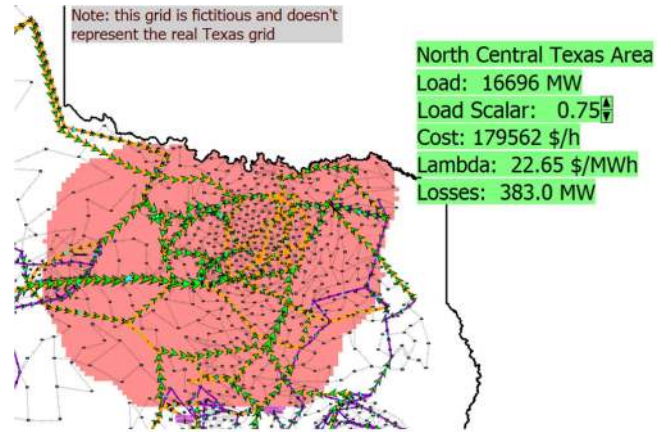 Note: this grid is fictitious and doesn't
represent the real Texas grid
North Central Texas Area
Load: 16696 MW
Load Scalar: 0.75
Cost: 179562 $/h
Lambda: 22.65 $/MWh
Losses: 383.0 MW